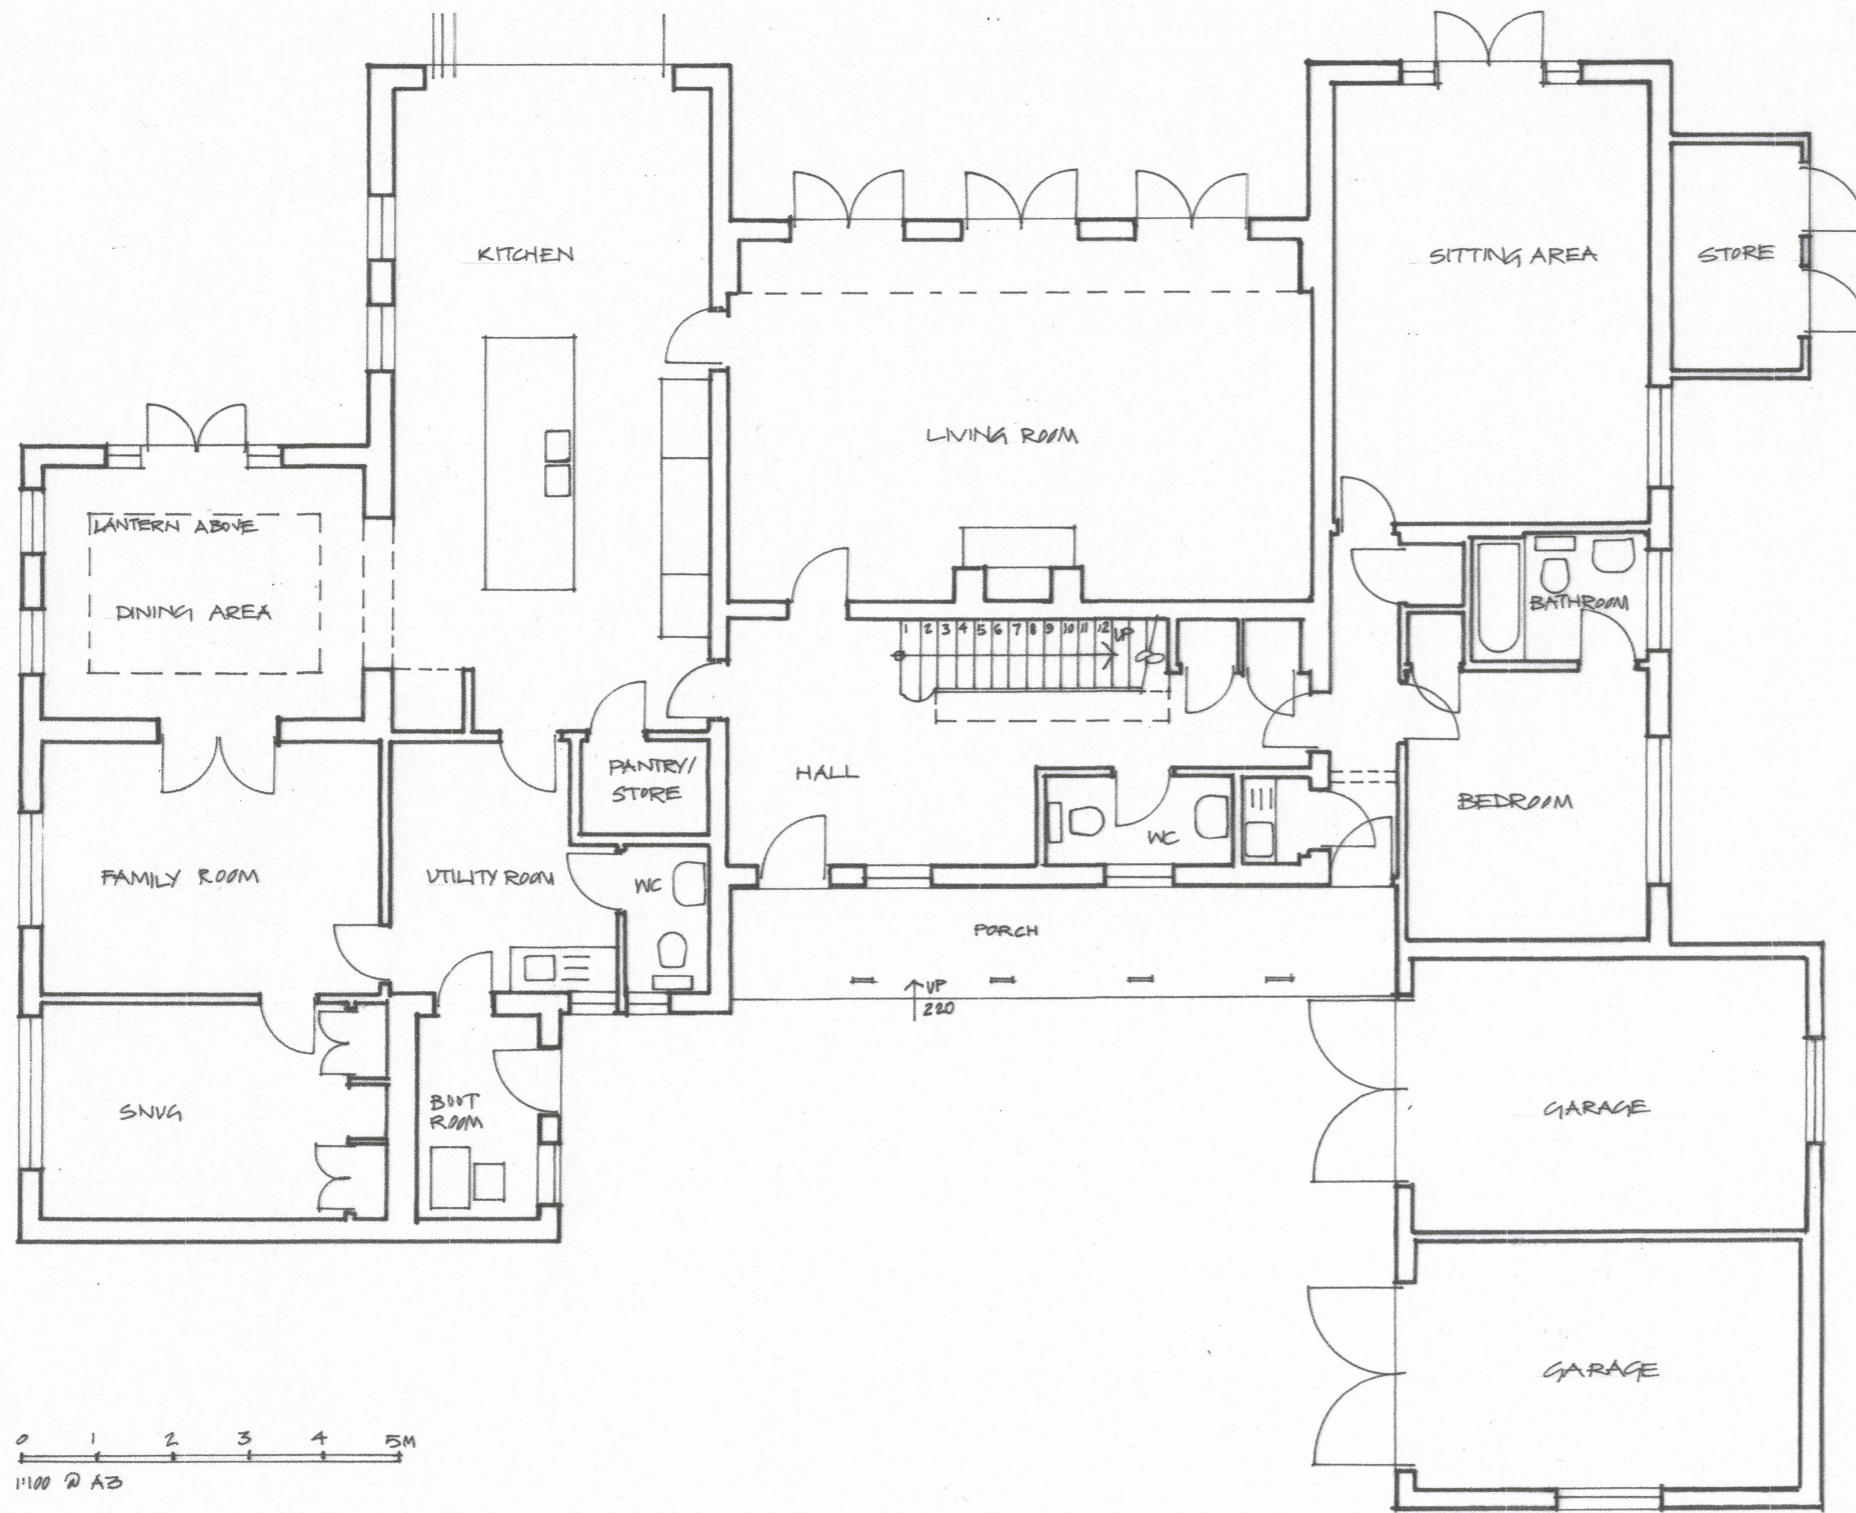 KITCHEN
SITTING AREA
STORE
LIVING ROOM
LANTERN ABOVE
DINING AREA
BATHROOM
1 2 3 4 5 6 7 8 9 10 11 12 UP
PANTRY/
STORE
HALL
BEDROOM
WC
FAMILY ROOM
UTILITY ROOM
WC
PORCH
UP
220
SNUG
BOOT
ROOM
GARAGE
GARAGE
0 1 2 3 4 5M
1:100 @ A3